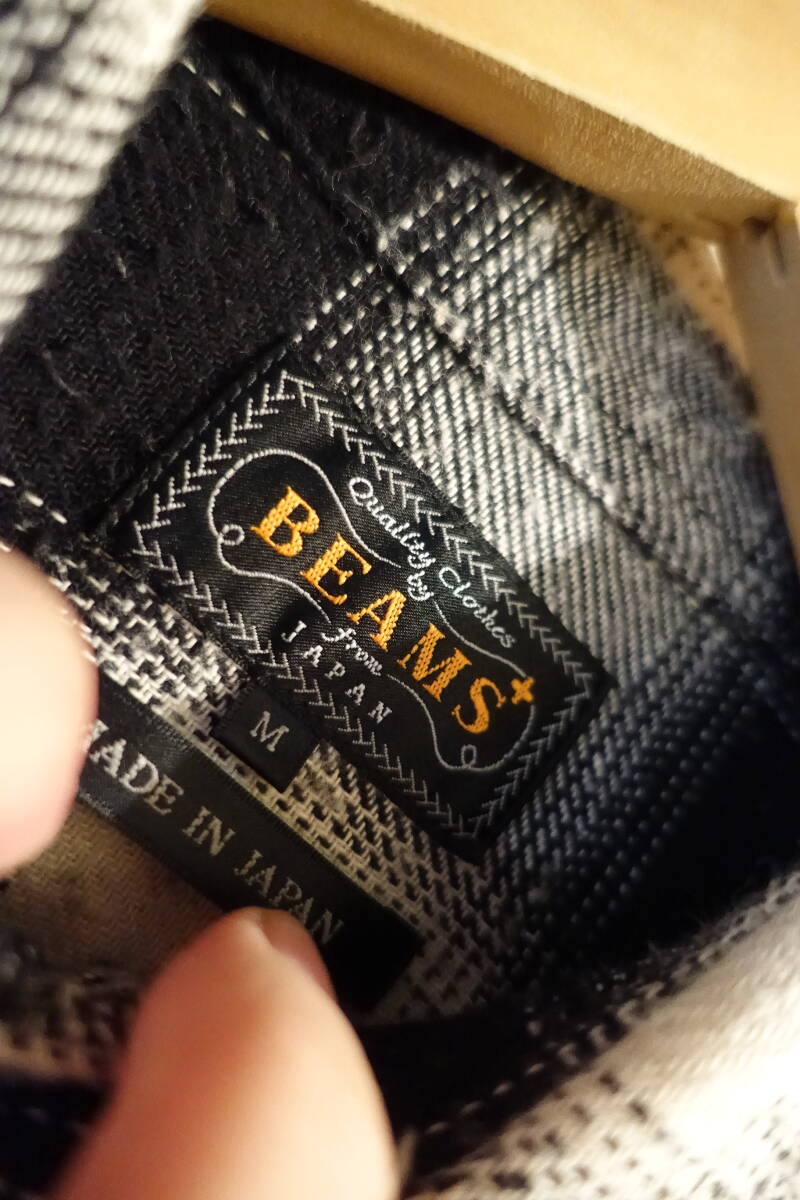 Quality Clothes
by
BEAMS+
from
JAPAN
M
MADE IN JAPAN